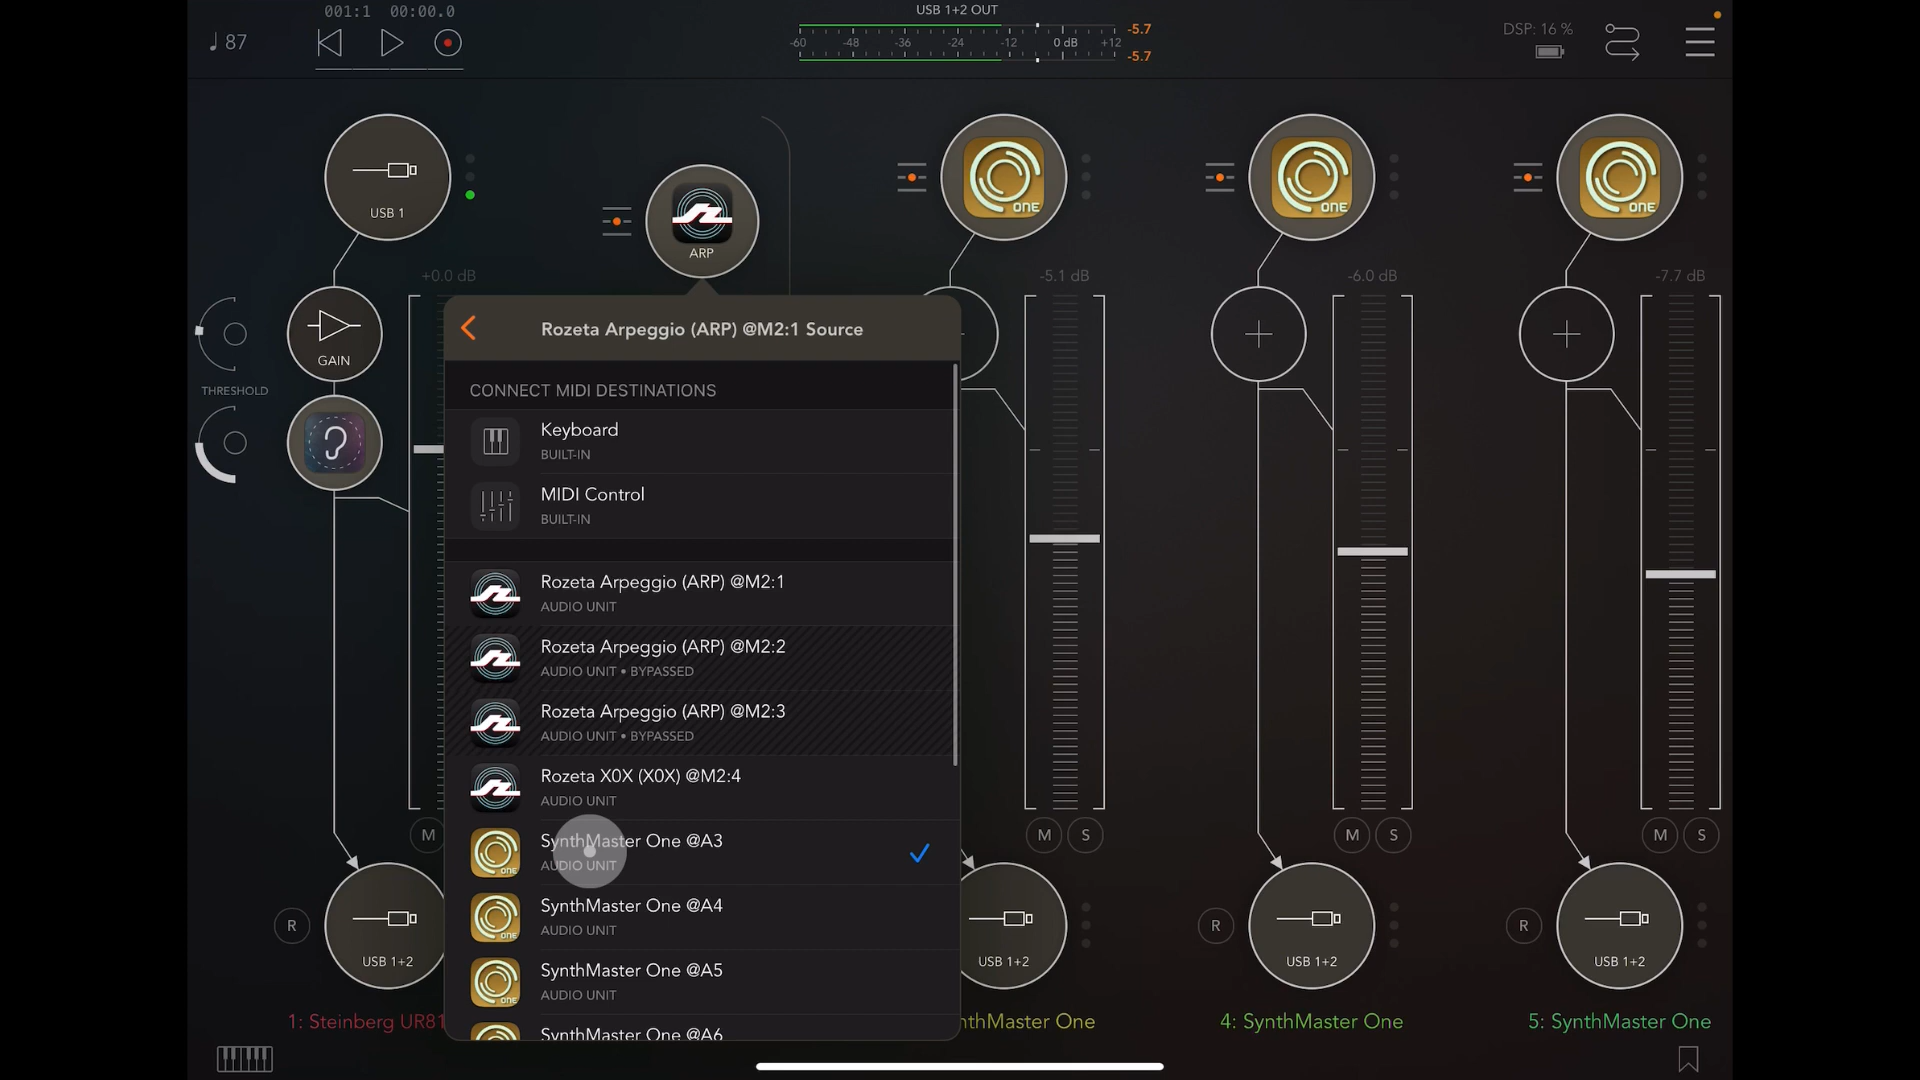 001:1 00:00.0
USB 1+2 OUT
87
-60 -48 -36 -24 -12 0 dB +12
-5.7
-5.7
DSP: 16 %
USB 1
ARP
ONE
ONE
ONE
+0.0 dB
-5.1 dB
-6.0 dB
-7.7 dB
GAIN
THRESHOLD
Rozeta Arpeggio (ARP) @M2:1 Source
CONNECT MIDI DESTINATIONS
Keyboard
BUILT-IN
MIDI Control
BUILT-IN
Rozeta Arpeggio (ARP) @M2:1
AUDIO UNIT
Rozeta Arpeggio (ARP) @M2:2
AUDIO UNIT • BYPASSED
Rozeta Arpeggio (ARP) @M2:3
AUDIO UNIT • BYPASSED
Rozeta X0X (X0X) @M2:4
AUDIO UNIT
SynthMaster One @A3
AUDIO UNIT
ONE
SynthMaster One @A4
AUDIO UNIT
ONE
SynthMaster One @A5
AUDIO UNIT
ONE
SynthMaster One @A6
M
M S
M S
M S
R
R
R
USB 1+2
USB 1+2
USB 1+2
USB 1+2
1: Steinberg UR81
nthMaster One
4: SynthMaster One
5: SynthMaster One